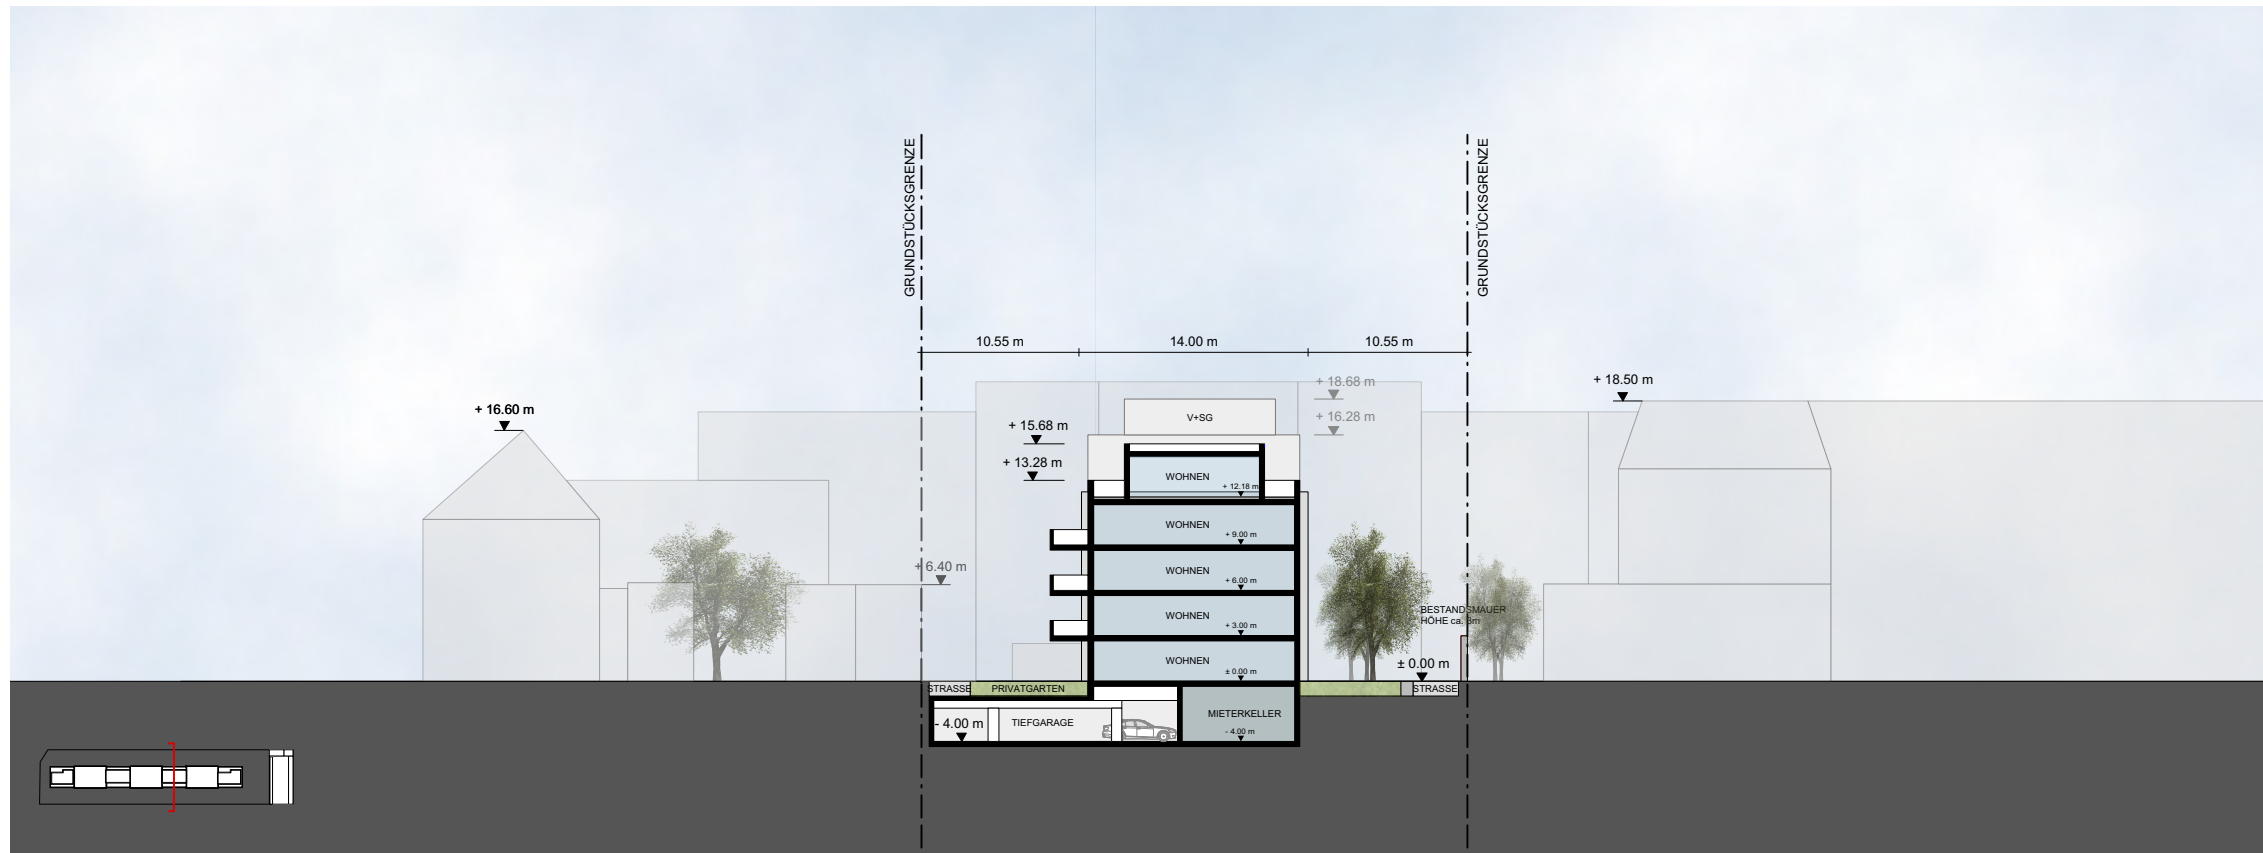 GRUNDSTÜCKSGRENZE
GRUNDSTÜCKSGRENZE
10.55 m
14.00 m
10.55 m
+ 18.68 m
+ 18.50 m
+ 16.60 m
V+SG
+ 16.28 m
+ 15.68 m
+ 13.28 m
WOHNEN
+ 12.18 m
WOHNEN
+ 9.00 m
+ 6.40 m
WOHNEN
+ 6.00 m
WOHNEN
+ 3.00 m
BESTANDSMAUER
HÖHE ca. 3m
WOHNEN
± 0.00 m
± 0.00 m
STRASSE
PRIVATGARTEN
STRASSE
- 4.00 m
TIEFGARAGE
MIETERKELLER
- 4.00 m